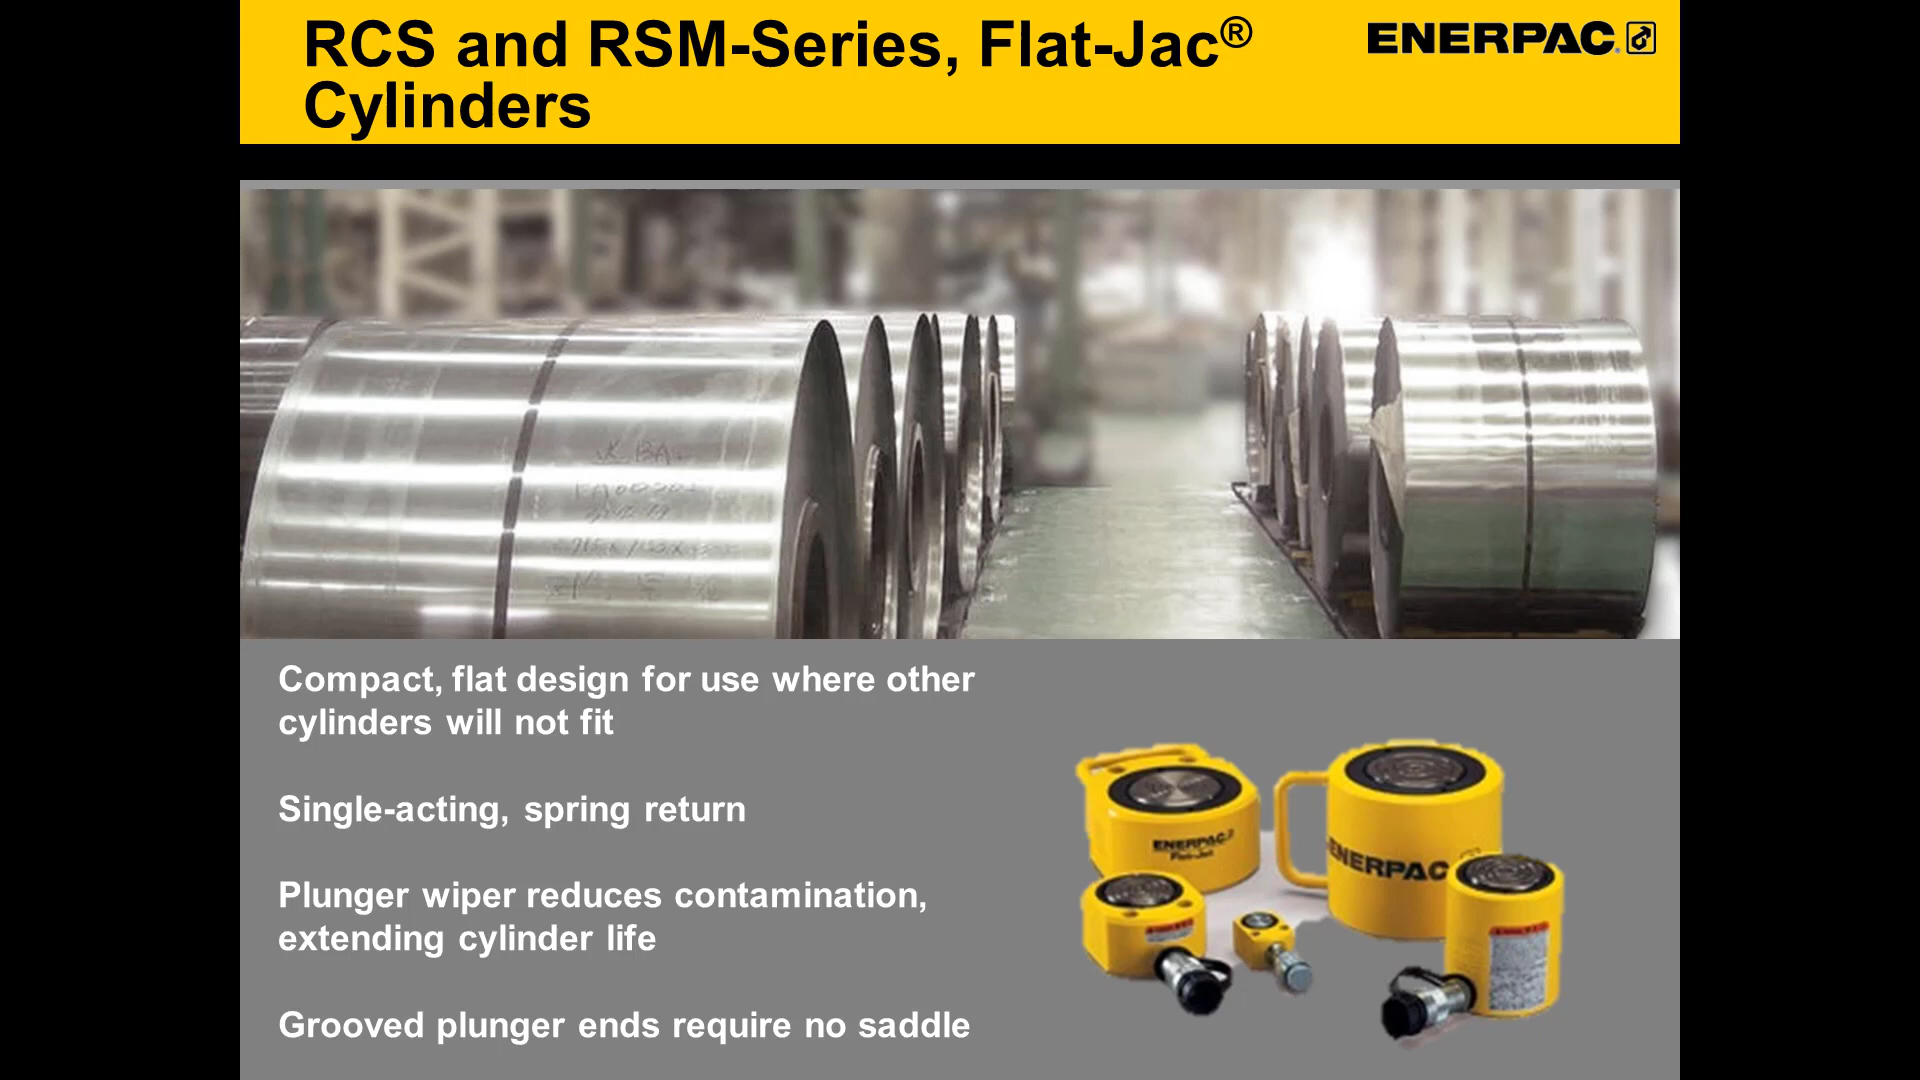 RCS and RSM-Series, Flat-Jac®
Cylinders
ENERPAC
Compact, flat design for use where other
cylinders will not fit
Single-acting, spring return
Plunger wiper reduces contamination,
extending cylinder life
Grooved plunger ends require no saddle
ENERPAC
Flat-Jac
ENERPAC